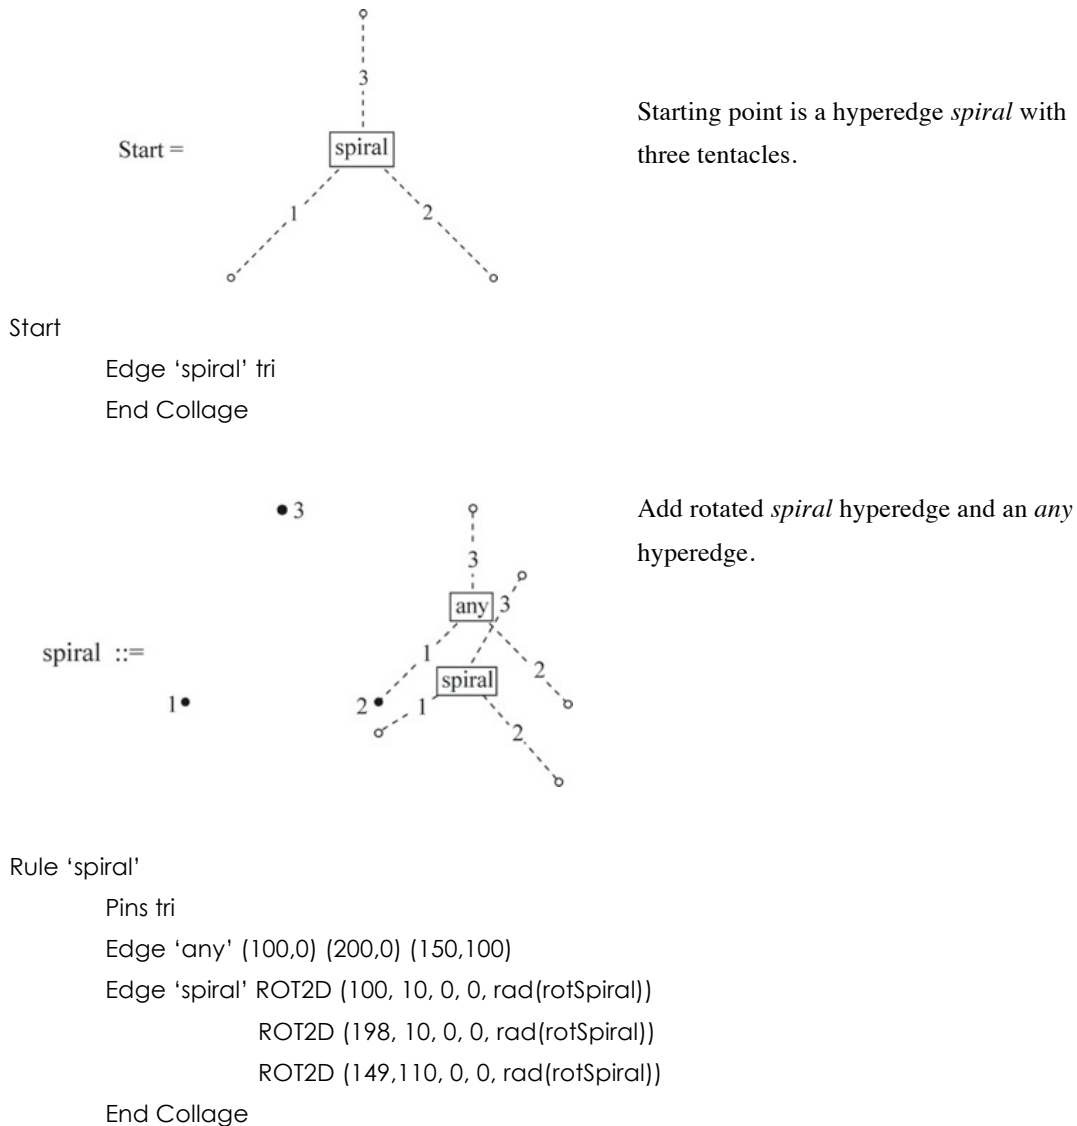 3
Start =
spiral
1
2
Starting point is a hyperedge spiral with
three tentacles.
Start
Edge ‘spiral’ tri
End Collage
3
3
any
3
spiral ::=
1
2
spiral
1
2
1
2
Add rotated spiral hyperedge and an any
hyperedge.
Rule ‘spiral’
Pins tri
Edge ‘any’ (100,0) (200,0) (150,100)
Edge ‘spiral’ ROT2D (100, 10, 0, 0, rad(rotSpiral))
ROT2D (198, 10, 0, 0, rad(rotSpiral))
ROT2D (149,110, 0, 0, rad(rotSpiral))
End Collage